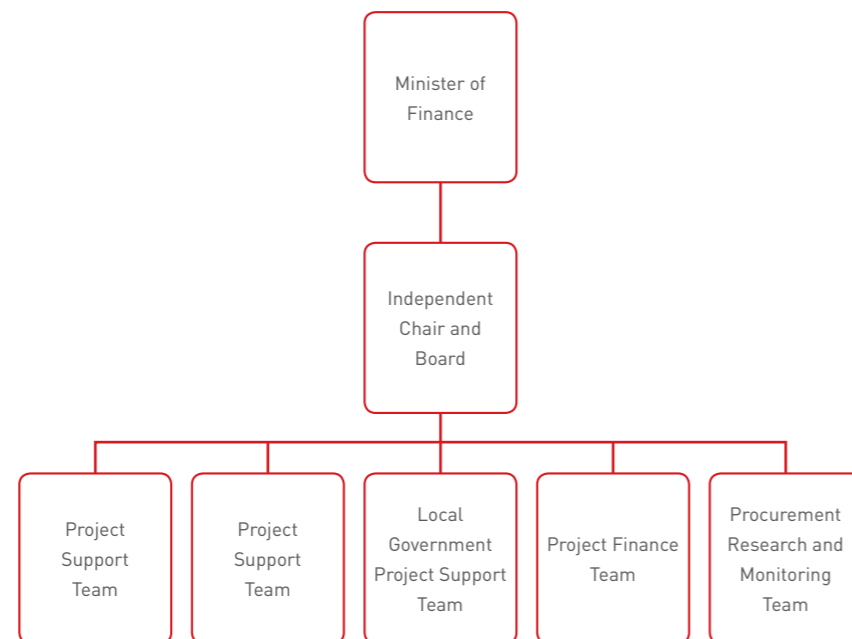 Minister of
Finance
Independent
Chair and
Board
Project
Support
Team
Project
Support
Team
Local
Government
Project Support
Team
Project Finance
Team
Procurement
Research and
Monitoring
Team